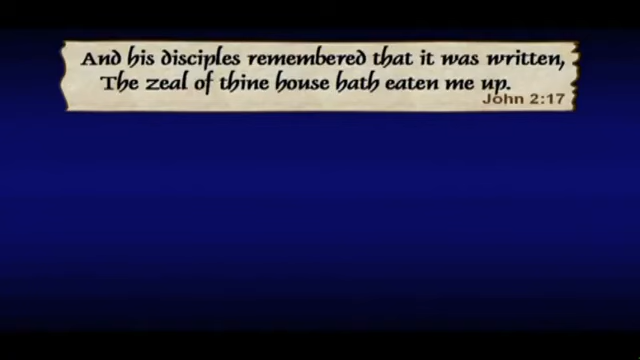 And his disciples remembered that it was written,
The zeal of thine house hath eaten me up.
John 2:17